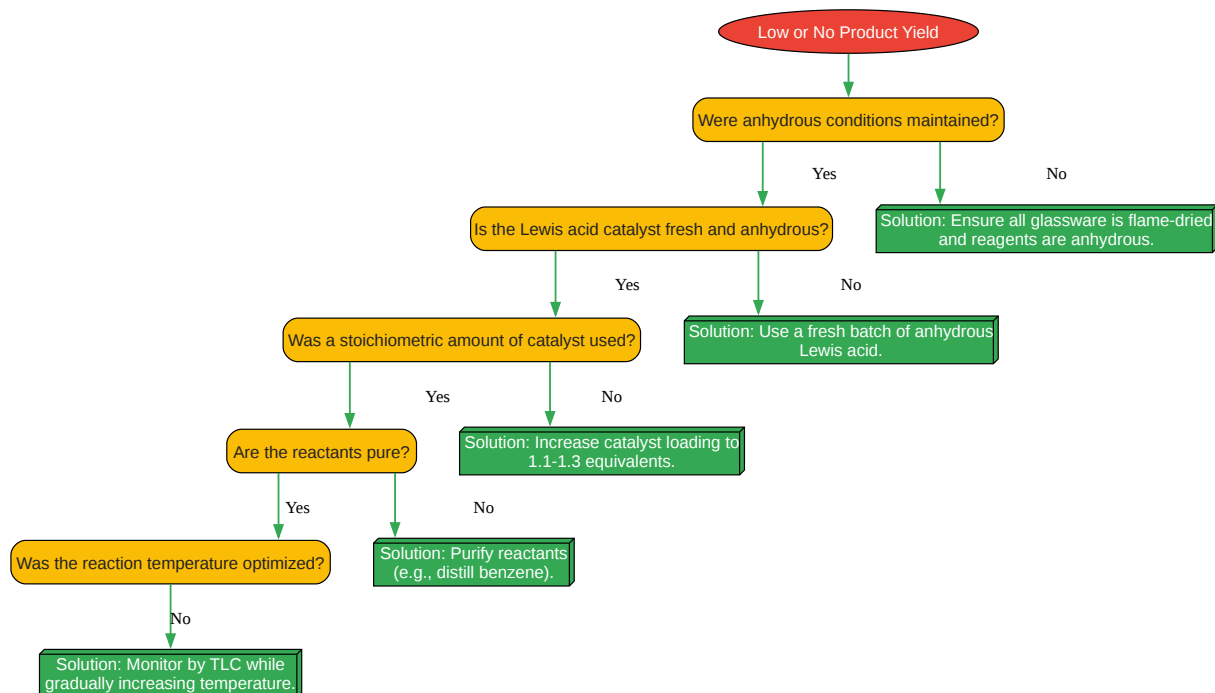 Low or No Product Yield
Were anhydrous conditions maintained?
Yes
No
Is the Lewis acid catalyst fresh and anhydrous?
Solution: Ensure all glassware is flame-dried
and reagents are anhydrous.
Yes
No
Was a stoichiometric amount of catalyst used?
Solution: Use a fresh batch of anhydrous
Lewis acid.
Yes
No
Are the reactants pure?
Solution: Increase catalyst loading to
1.1-1.3 equivalents.
Yes
No
Was the reaction temperature optimized?
Solution: Purify reactants
(e.g., distill benzene).
No
Solution: Monitor by TLC while
gradually increasing temperature.